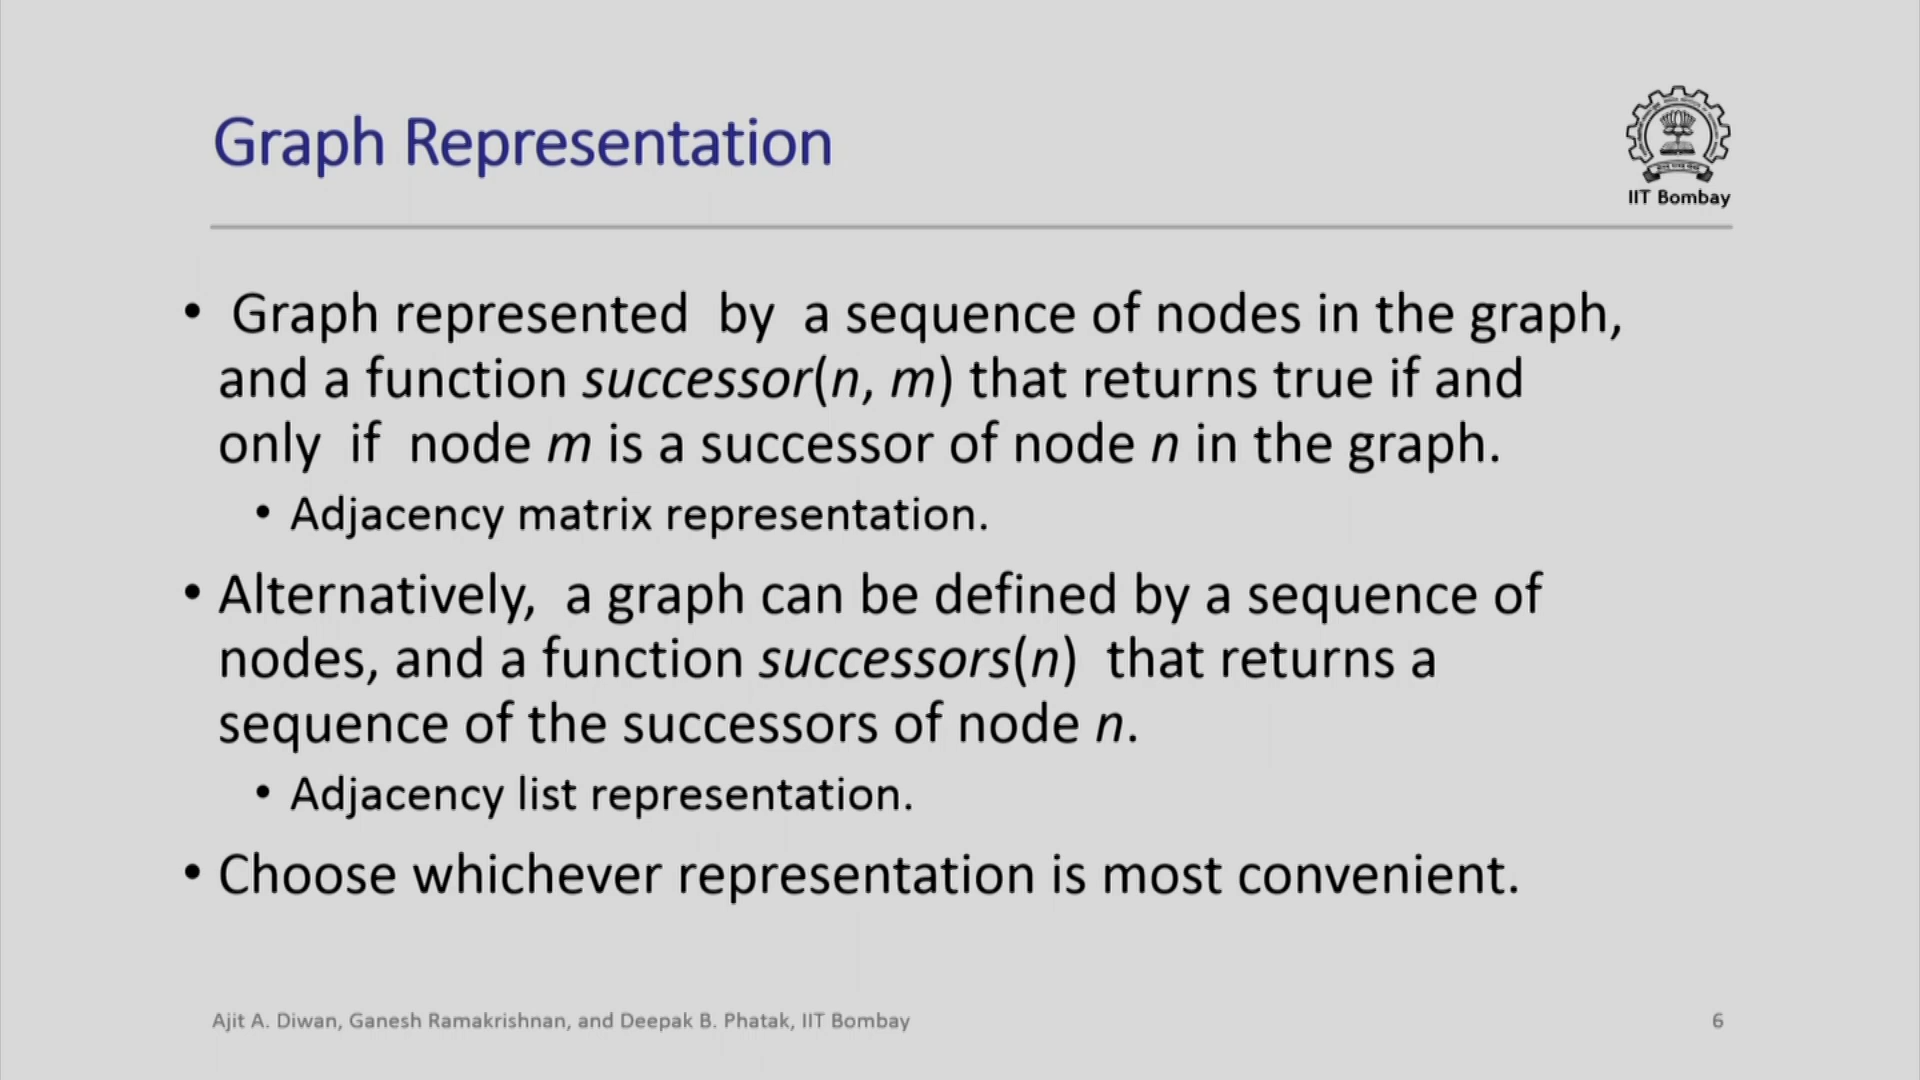 Graph Representation
IIT Bombay
• Graph represented by a sequence of nodes in the graph,
and a function successor(n, m) that returns true if and
only if node m is a successor of node n in the graph.
• Adjacency matrix representation.
• Alternatively, a graph can be defined by a sequence of
nodes, and a function successors(n) that returns a
sequence of the successors of node n.
• Adjacency list representation.
• Choose whichever representation is most convenient.
Ajit A. Diwan, Ganesh Ramakrishnan, and Deepak B. Phatak, IIT Bombay
6